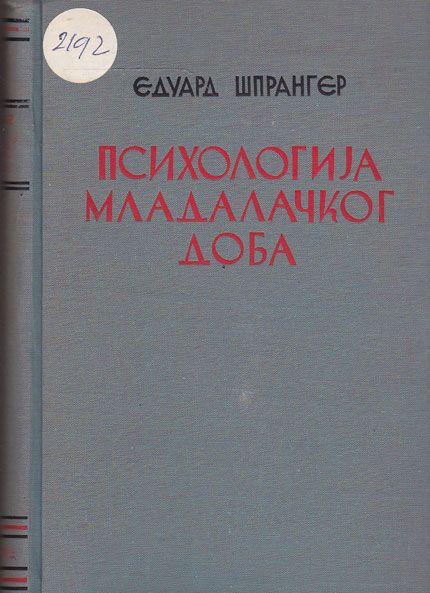 2192
ЕДУАРД ШПРАНГЕР
ПСИХОЛОГИЈА
МЛАДАЛАЧКОГ
ДОБА